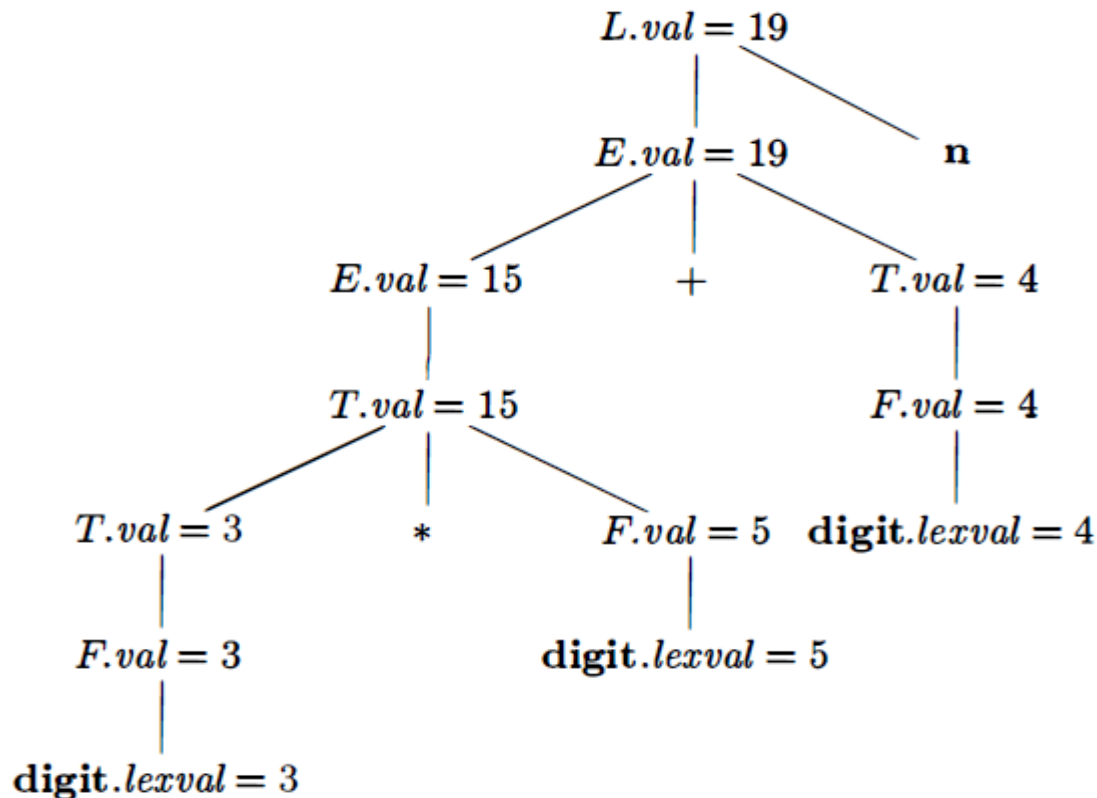 L.val = 19
E.val = 19 n
E.val = 15 + T.val = 4
T.val = 15 F.val = 4
T.val = 3 * F.val = 5 digit.lexval = 4
F.val = 3 digit.lexval = 5
digit.lexval = 3